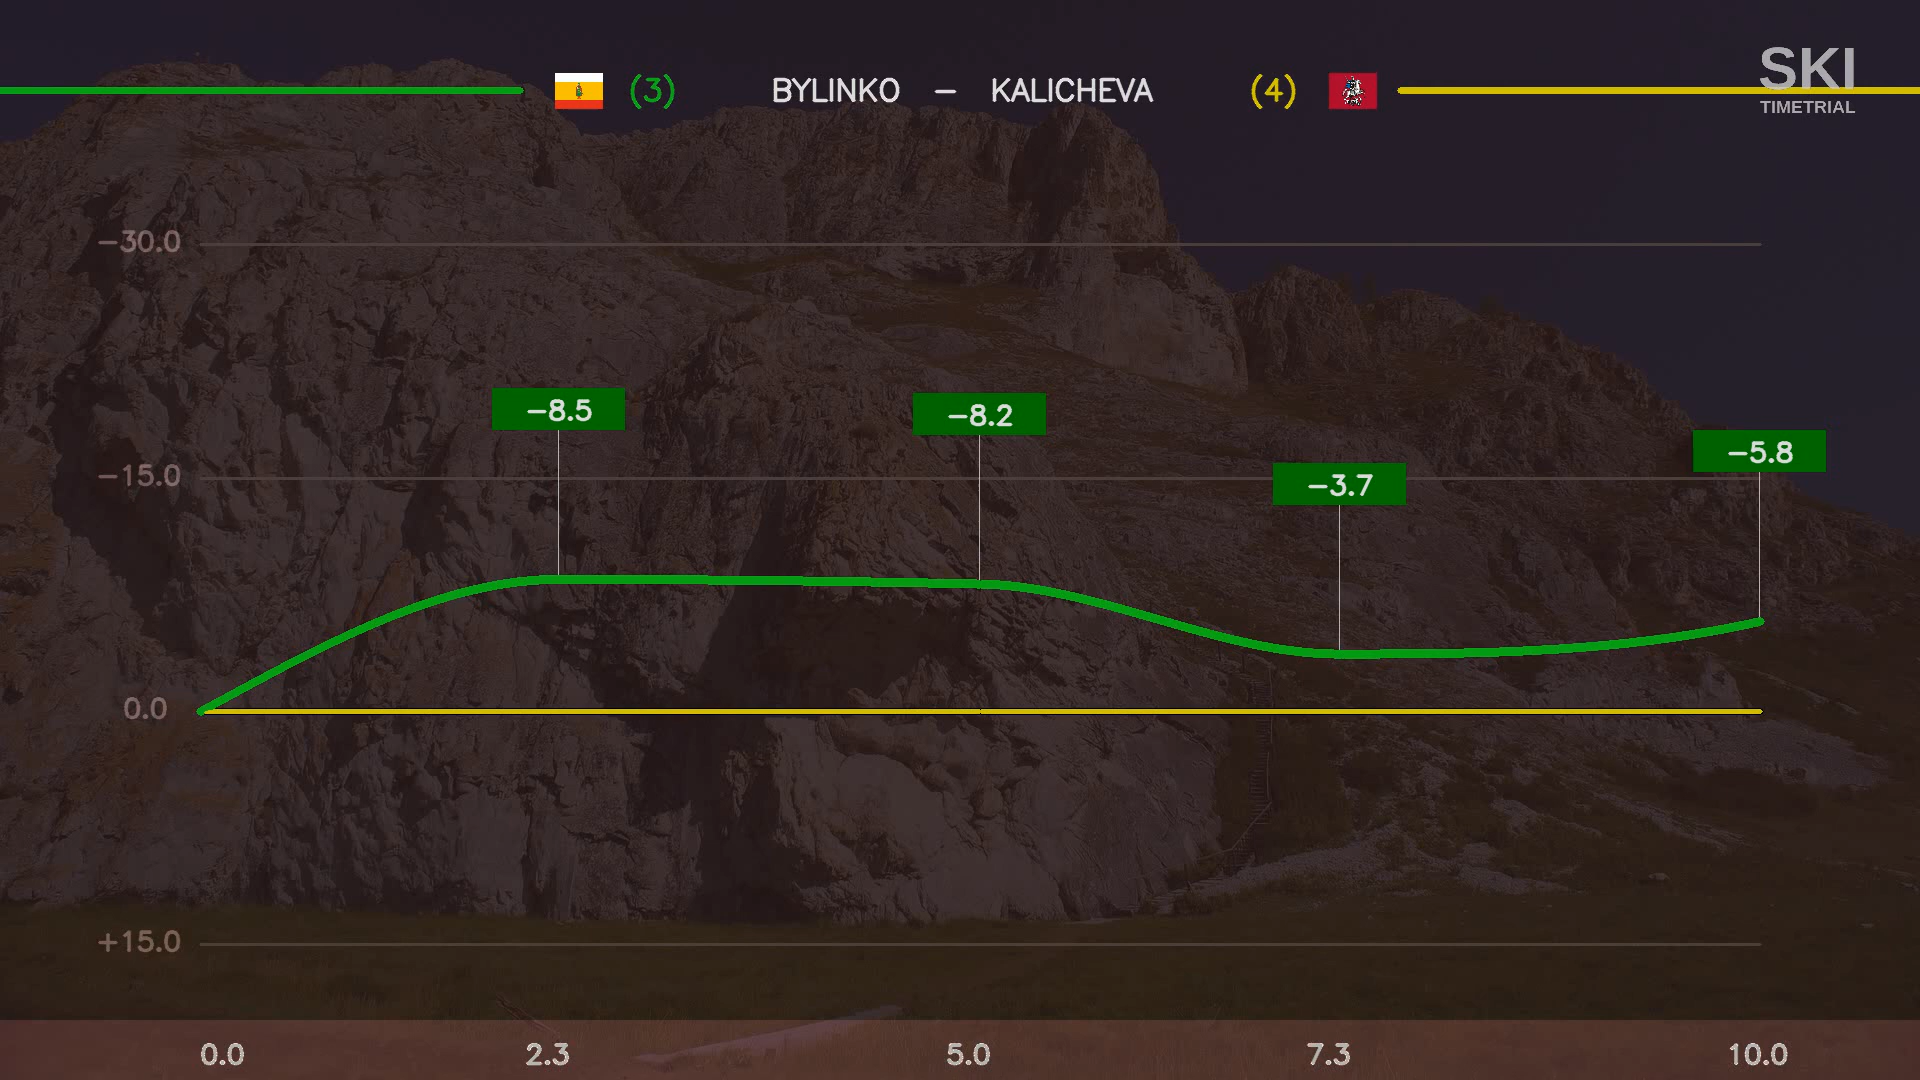 (3) BYLINKO – KALICHEVA (4)
SKI
TIMETRIAL
−30.0
−8.5
−8.2
−5.8
−15.0
−3.7
0.0
+15.0
0.0 2.3 5.0 7.3 10.0